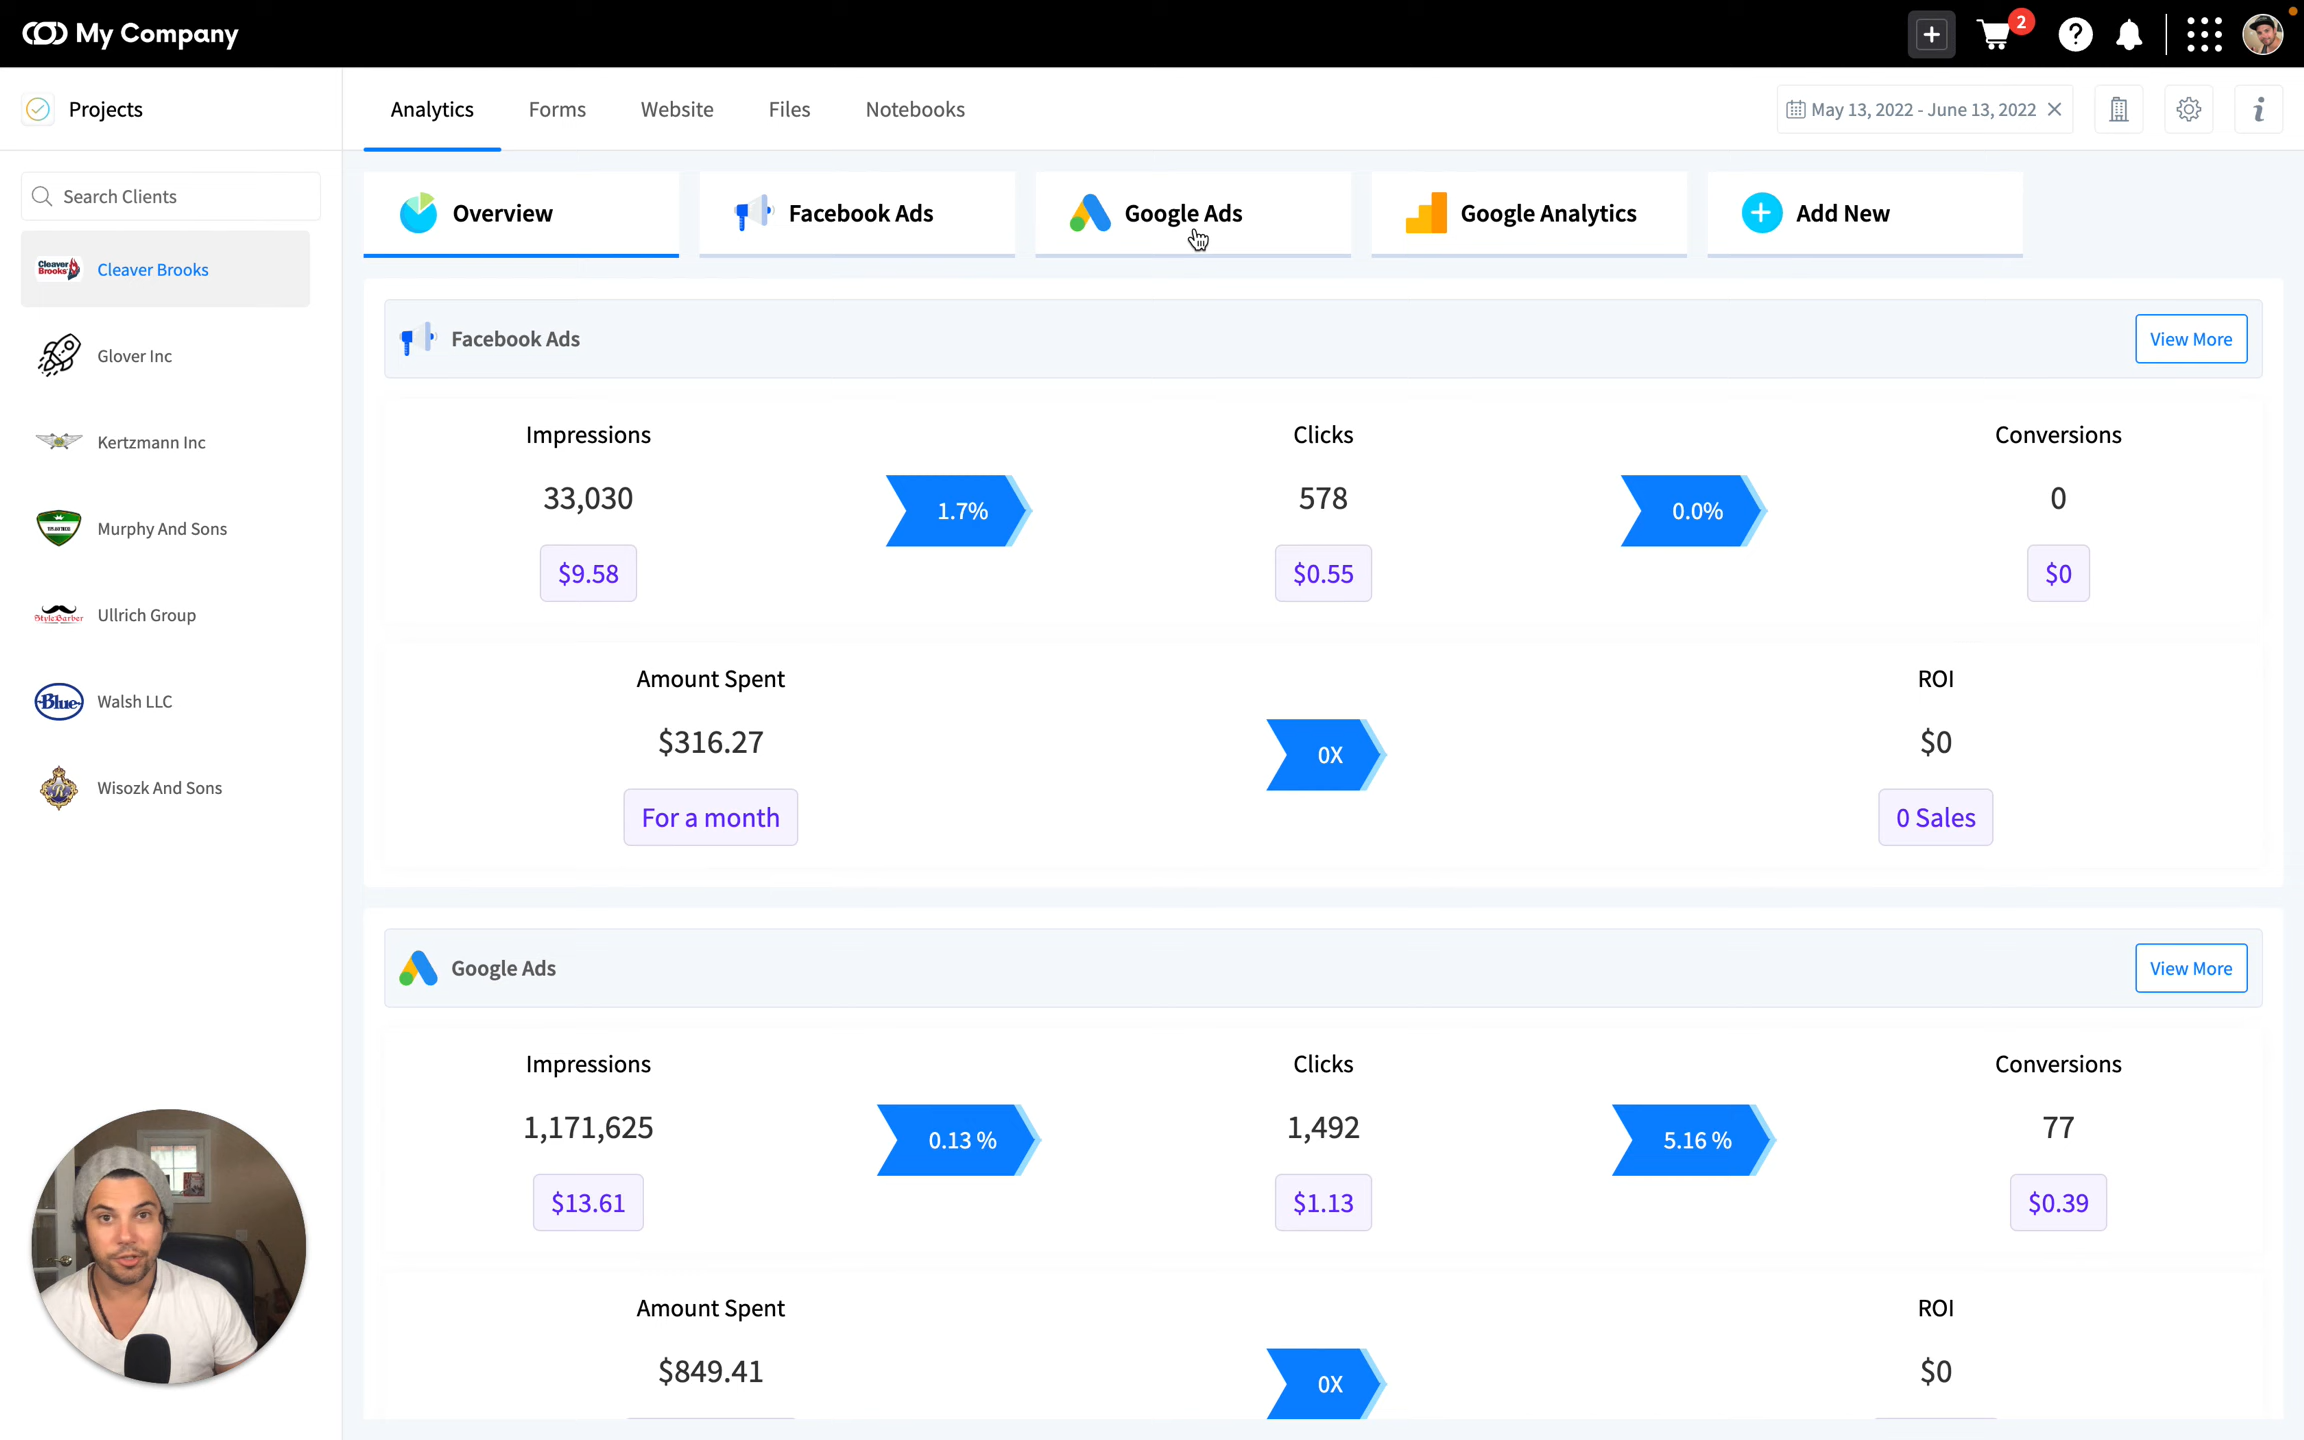 My Company
2
Projects
Analytics
Forms
Website
Files
Notebooks
May 13, 2022 - June 13, 2022
Search Clients
Cleaver Brooks
Cleaver Brooks
Glover Inc
Kertzmann Inc
Murphy And Sons
StyleBarber
Ullrich Group
Blue
Walsh LLC
R
Wisozk And Sons
Overview
Facebook Ads
Google Ads
Google Analytics
Add New
Facebook Ads
View More
Impressions
Clicks
Conversions
33,030
1.7%
578
0.0%
0
$9.58
$0.55
$0
Amount Spent
ROI
$316.27
0X
$0
For a month
0 Sales
Google Ads
View More
Impressions
Clicks
Conversions
1,171,625
0.13 %
1,492
5.16 %
77
$13.61
$1.13
$0.39
Amount Spent
ROI
$849.41
0X
$0